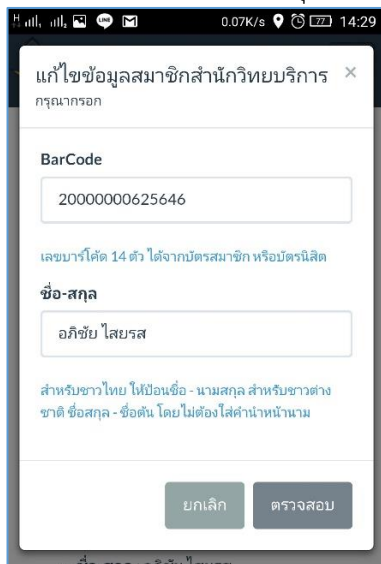 0.07K/s 77 14:29
แก้ไขข้อมูลสมาชิกสำนักวิทยบริการ ×
กรุณากรอก
BarCode
20000000625646
เลขบาร์โค้ด 14 ตัว ได้จากบัตรสมาชิก หรือบัตรนิสิต
ชื่อ-สกุล
อภิชัย ไสยรส
สำหรับชาวไทย ให้ป้อนชื่อ - นามสกุล สำหรับชาวต่าง
ชาติ ชื่อสกุล - ชื่อต้น โดยไม่ต้องใส่คำนำหน้านาม
ยกเลิก ตรวจสอบ